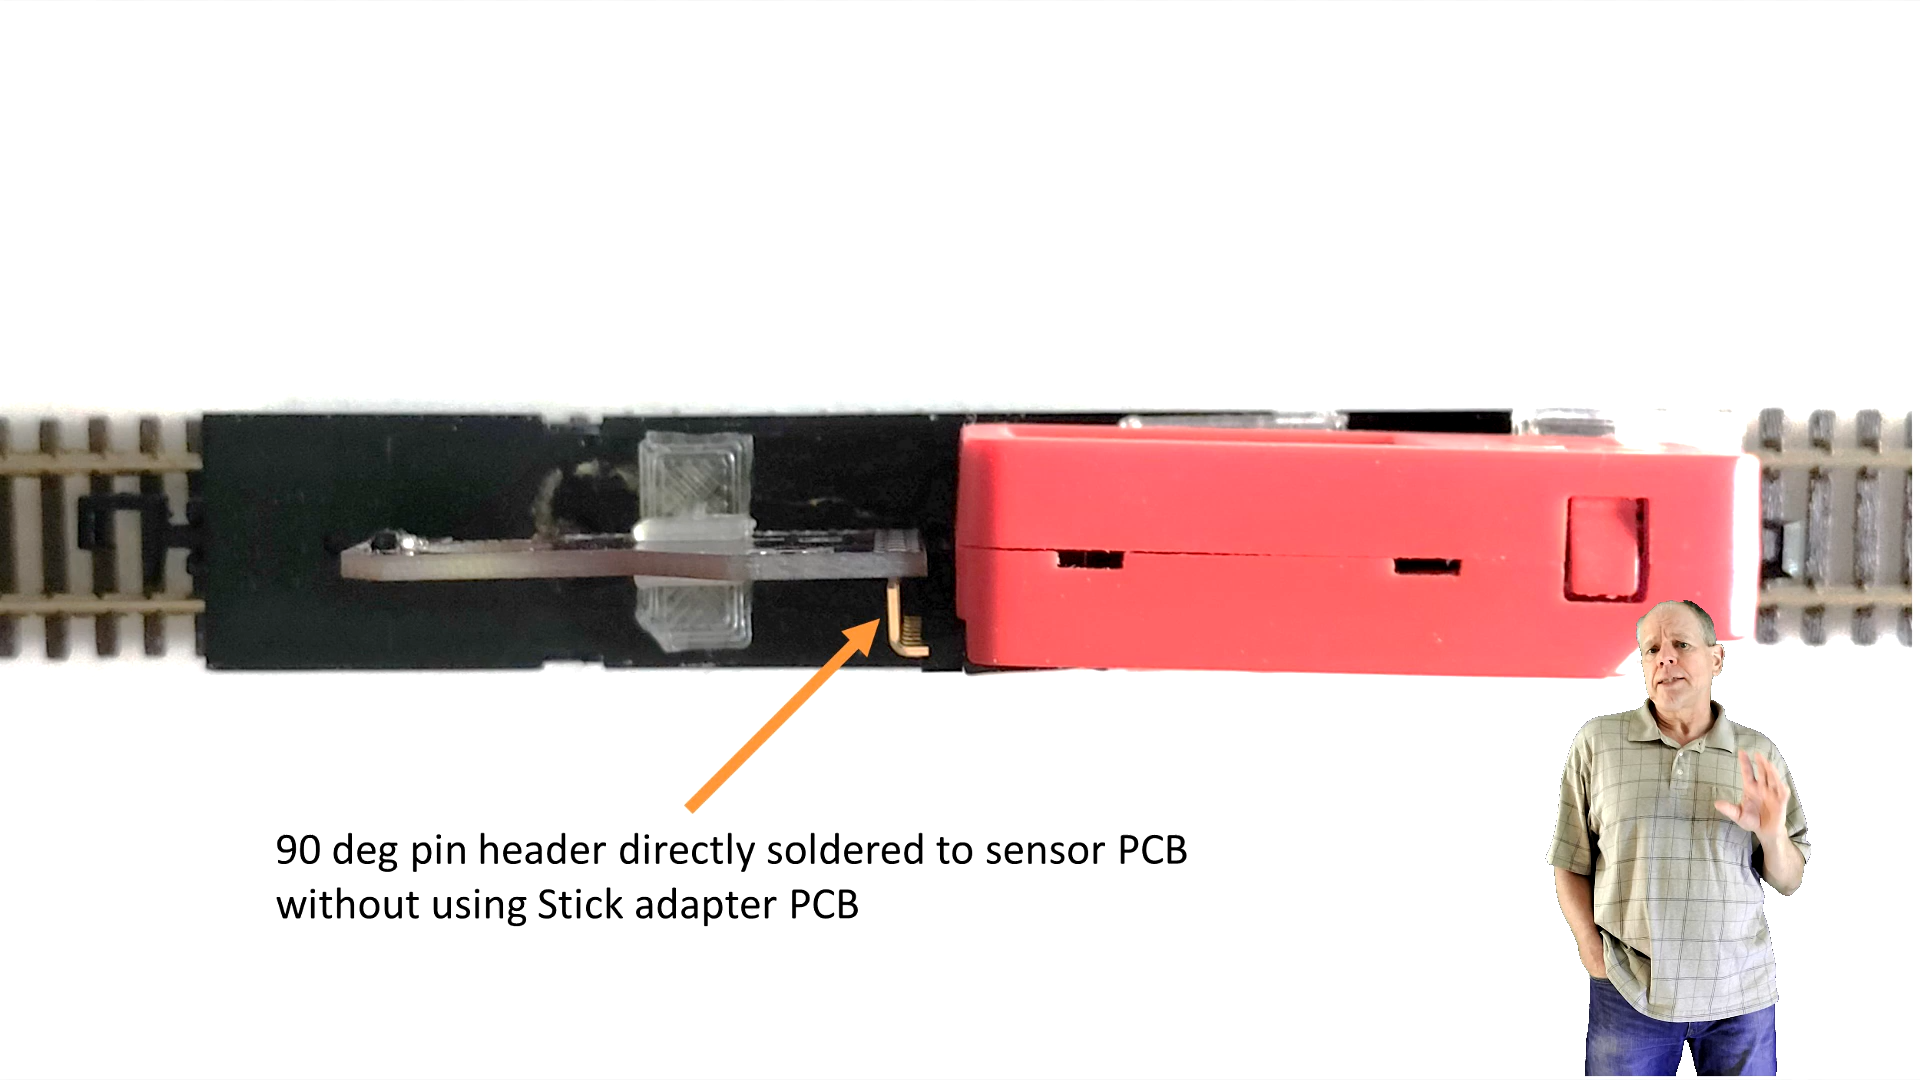 90 deg pin header directly soldered to sensor PCB
without using Stick adapter PCB